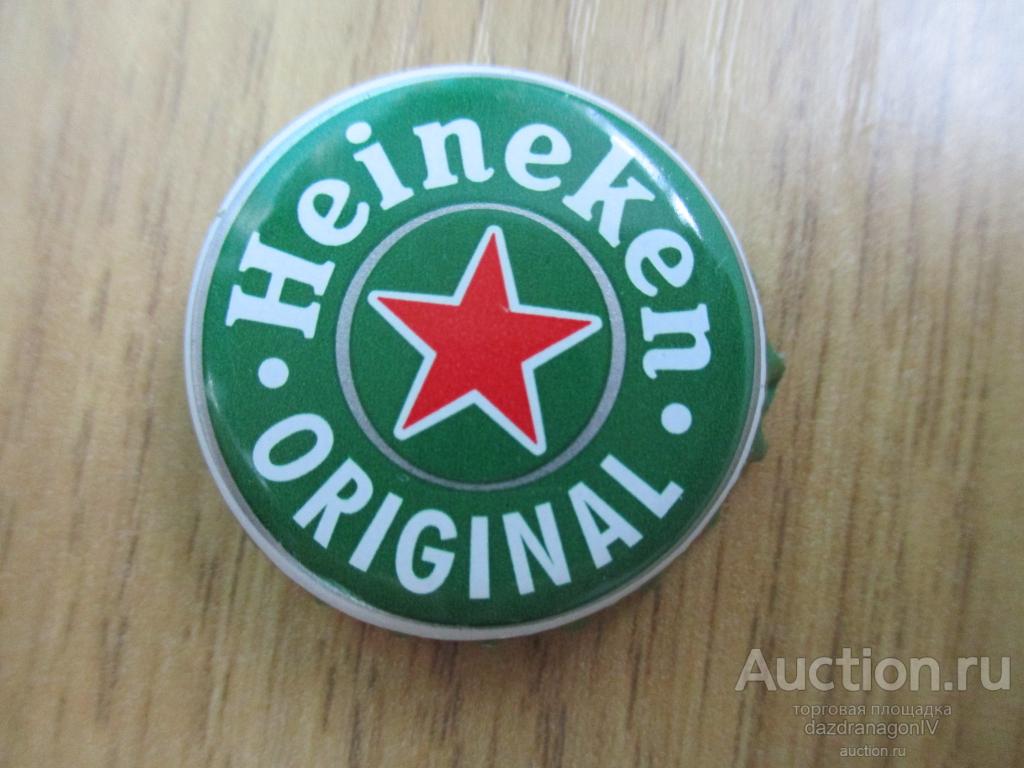 Heineken
• ORIGINAL •
Auction.ru
торговая площадка
dazdranagonIV
auction.ru